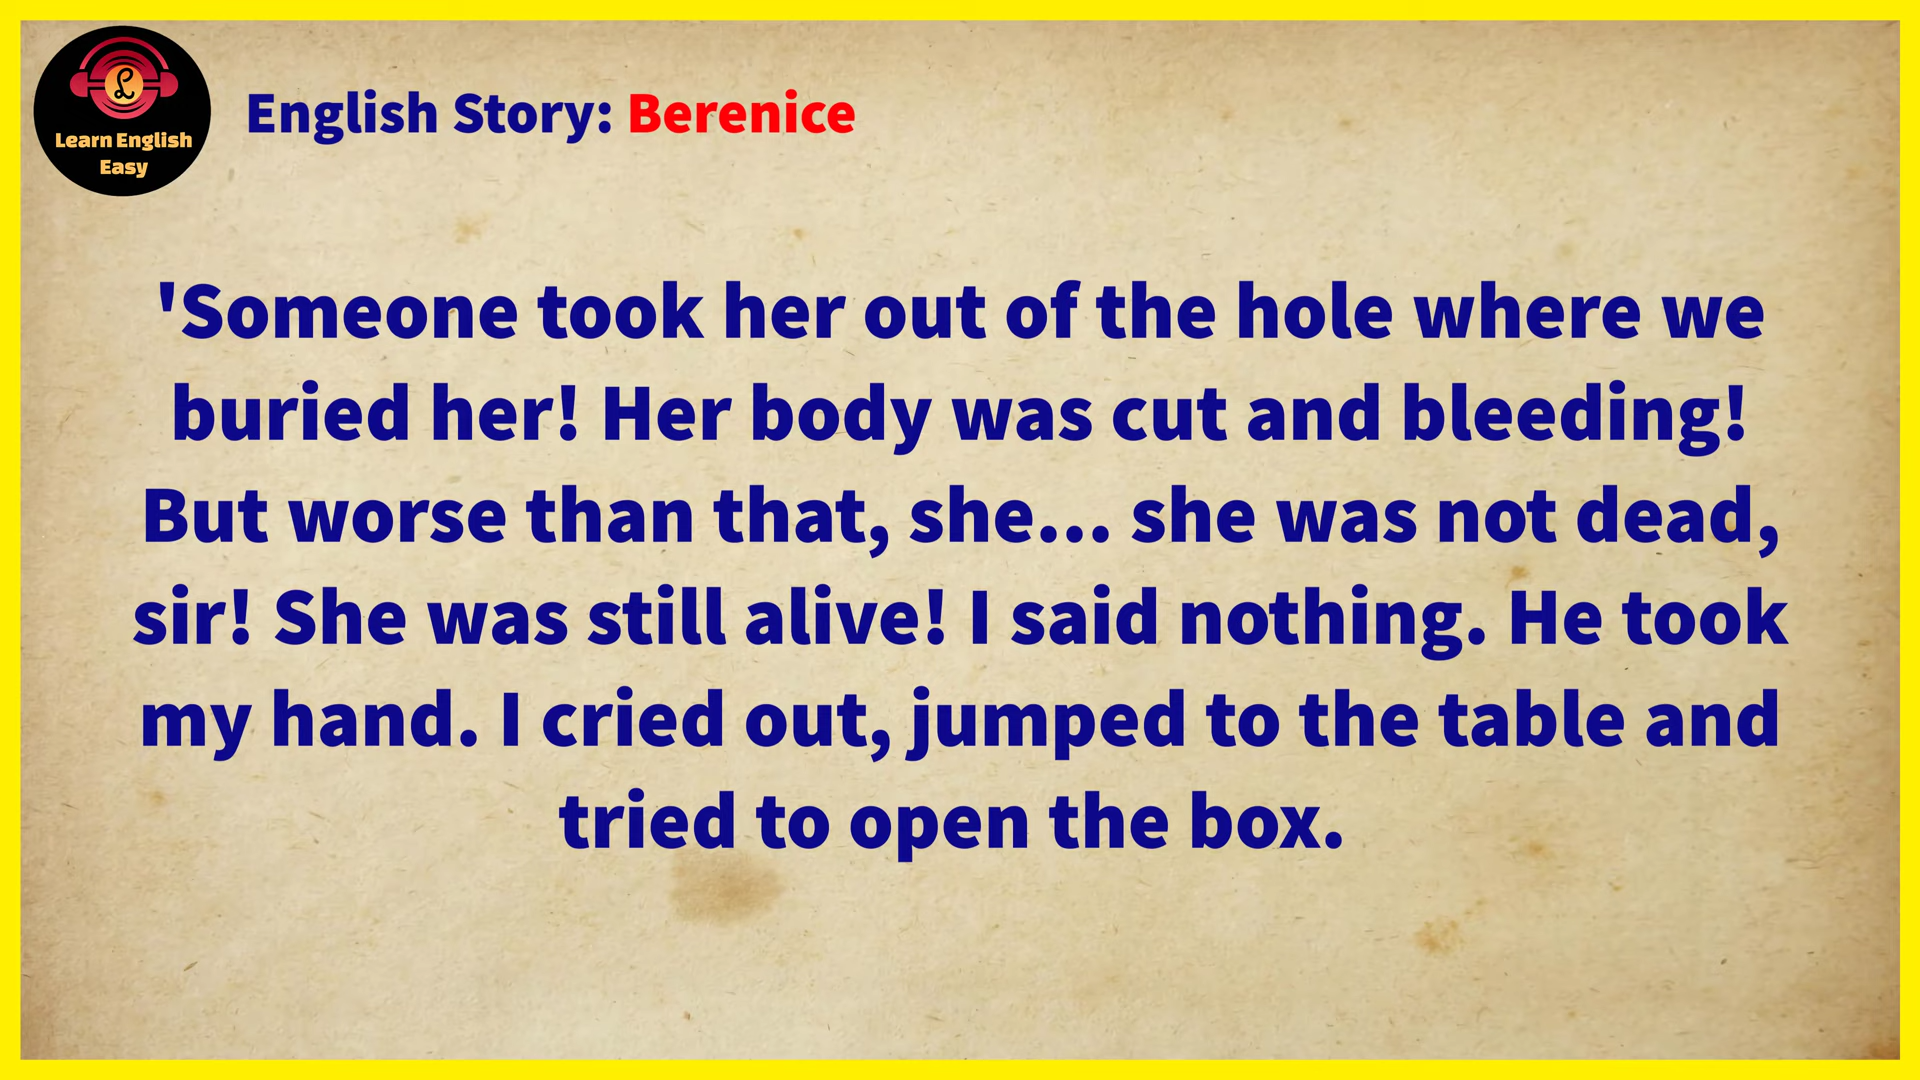 Learn English
Easy
English Story: Berenice
'Someone took her out of the hole where we
buried her! Her body was cut and bleeding!
But worse than that, she... she was not dead,
sir! She was still alive! I said nothing. He took
my hand. I cried out, jumped to the table and
tried to open the box.